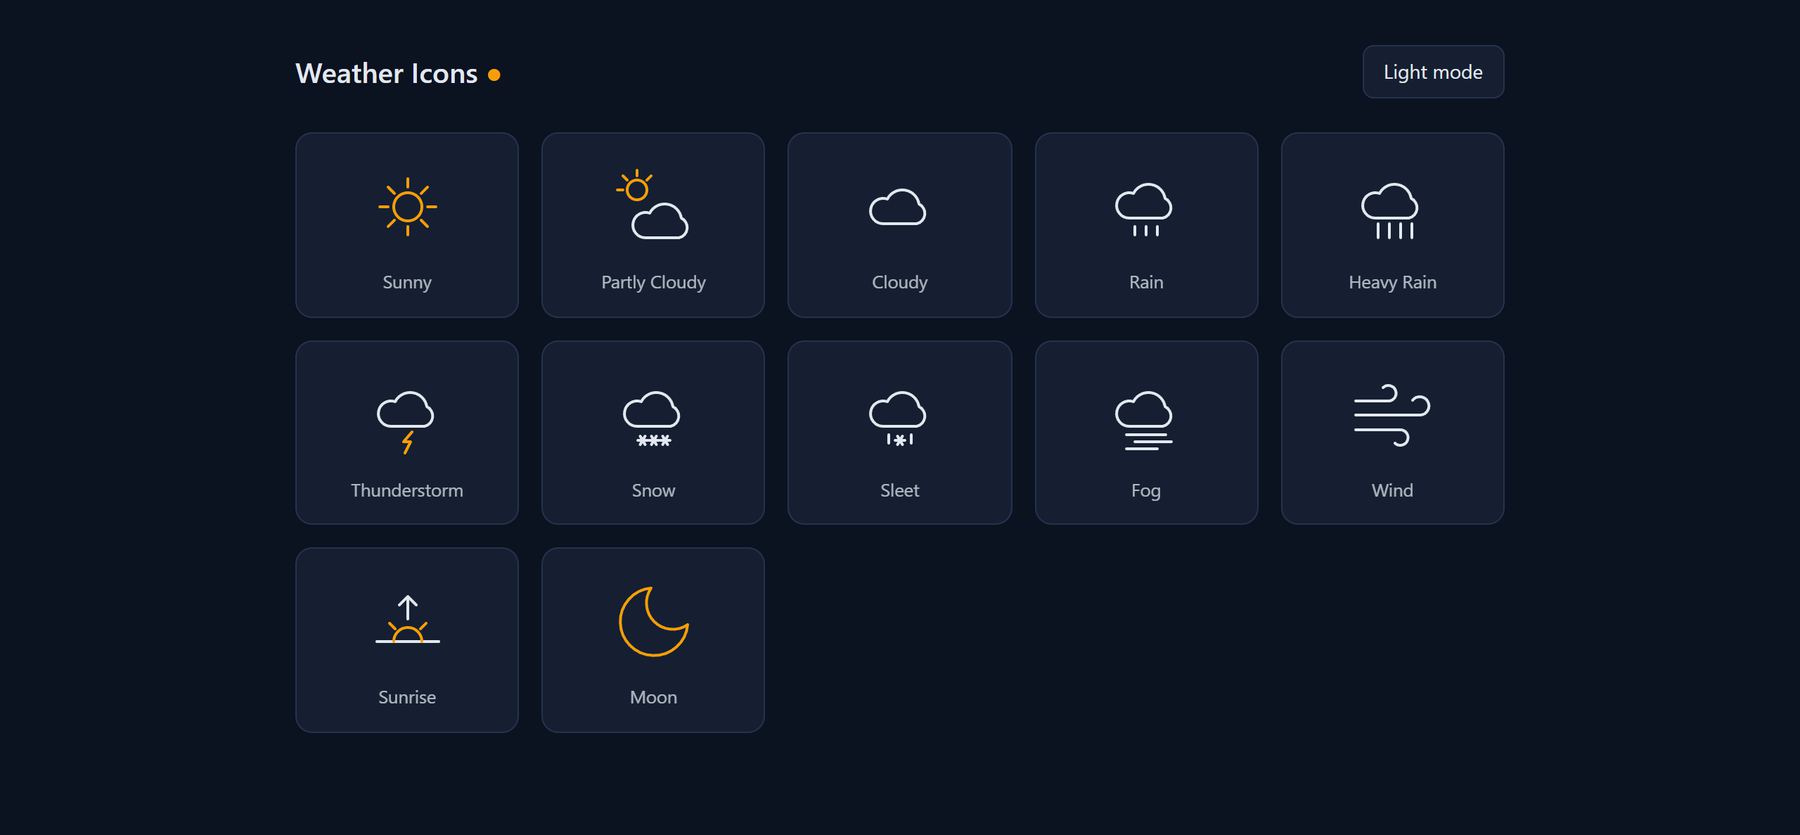 Weather Icons
Light mode
Sunny
Partly Cloudy
Cloudy
Rain
Heavy Rain
Thunderstorm
Snow
Sleet
Fog
Wind
Sunrise
Moon